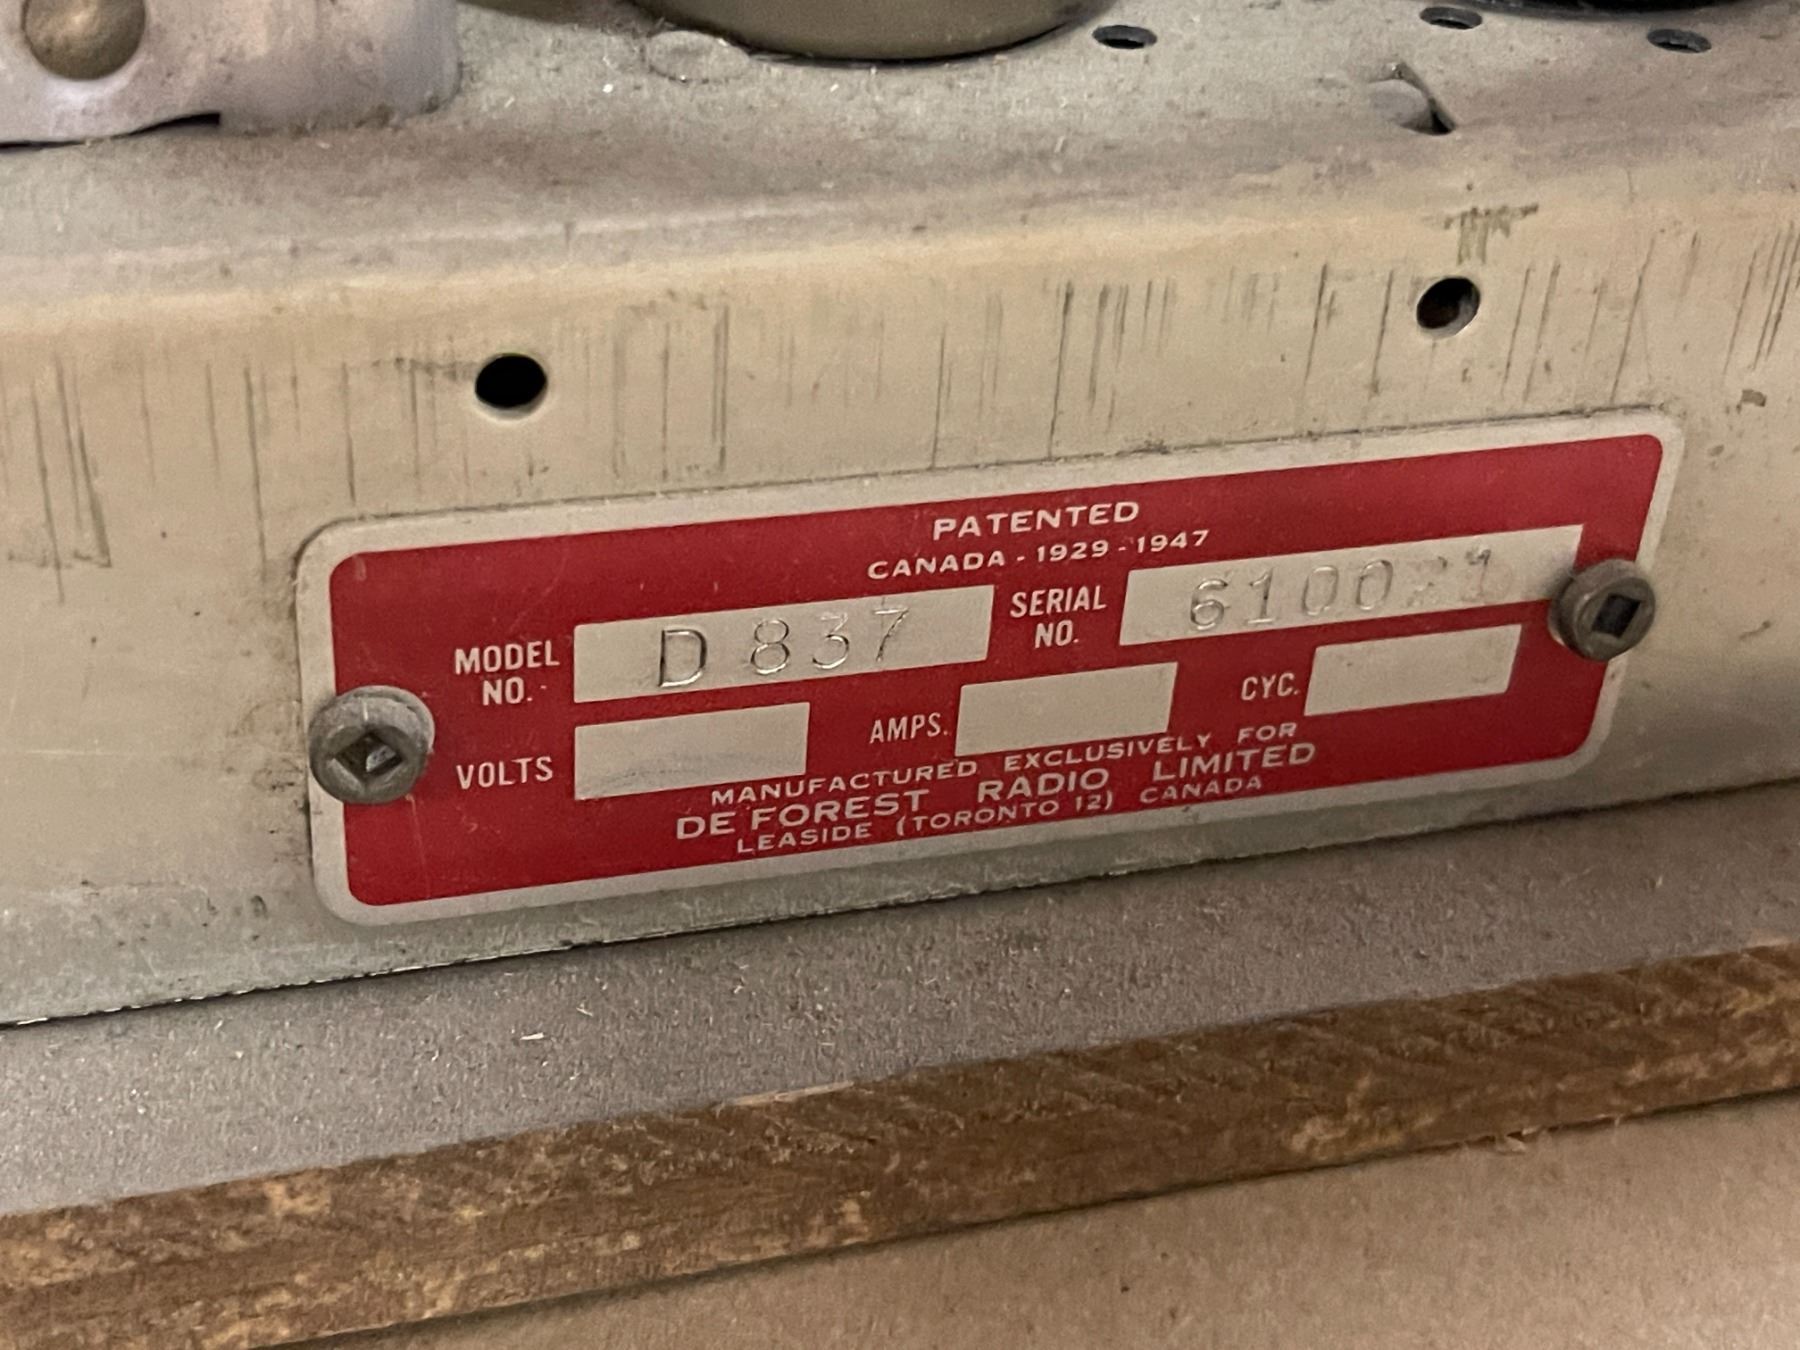 PATENTED
CANADA - 1929 - 1947
MODEL NO. D 837 SERIAL NO. 610021
VOLTS AMPS. CYC.
MANUFACTURED EXCLUSIVELY FOR
DE FOREST RADIO LIMITED
LEASIDE (TORONTO 12) CANADA